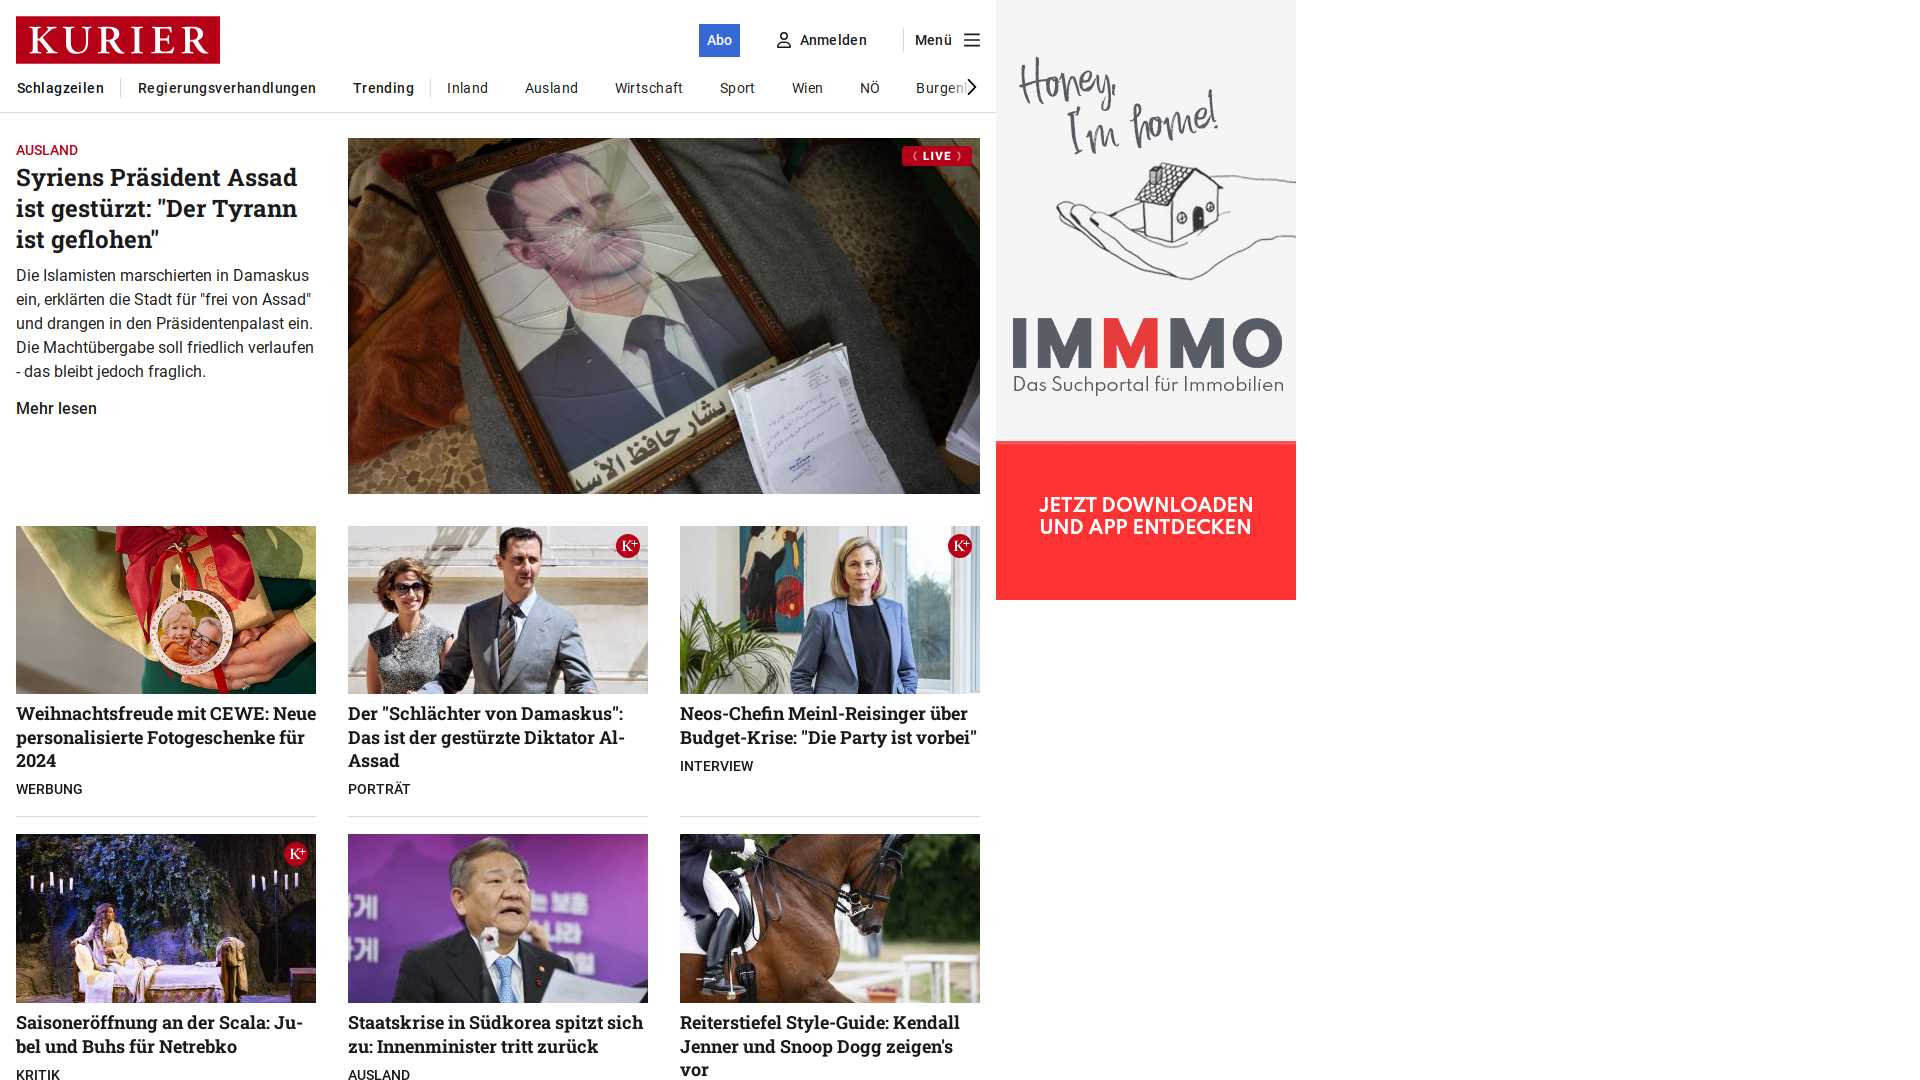 KURIER
Abo
Anmelden
Menü
Schlagzeilen
Regierungsverhandlungen
Trending
Inland
Ausland
Wirtschaft
Sport
Wien
NÖ
AUSLAND
Syriens Präsident Assad
ist gestürzt: "Der Tyrann
ist geflohen"
Die Islamisten marschierten in Damaskus
ein, erklärten die Stadt für "frei von Assad"
und drangen in den Präsidentenpalast ein.
Die Machtübergabe soll friedlich verlaufen
- das bleibt jedoch fraglich.
Mehr lesen
LIVE
بشار حافظ الأسد
K+
K+
Weihnachtsfreude mit CEWE: Neue
personalisierte Fotogeschenke für
2024
WERBUNG
Der "Schlächter von Damaskus":
Das ist der gestürzte Diktator Al-
Assad
PORTRÄT
Neos-Chefin Meinl-Reisinger über
Budget-Krise: "Die Party ist vorbei"
INTERVIEW
K+
Saisoneröffnung an der Scala: Ju-
bel und Buhs für Netrebko
KRITIK
Staatskrise in Südkorea spitzt sich
zu: Innenminister tritt zurück
AUSLAND
Reiterstiefel Style-Guide: Kendall
Jenner und Snoop Dogg zeigen's
vor
Honey,
I'm home!
IMMMO
Das Suchportal für Immobilien
JETZT DOWNLOADEN
UND APP ENTDECKEN